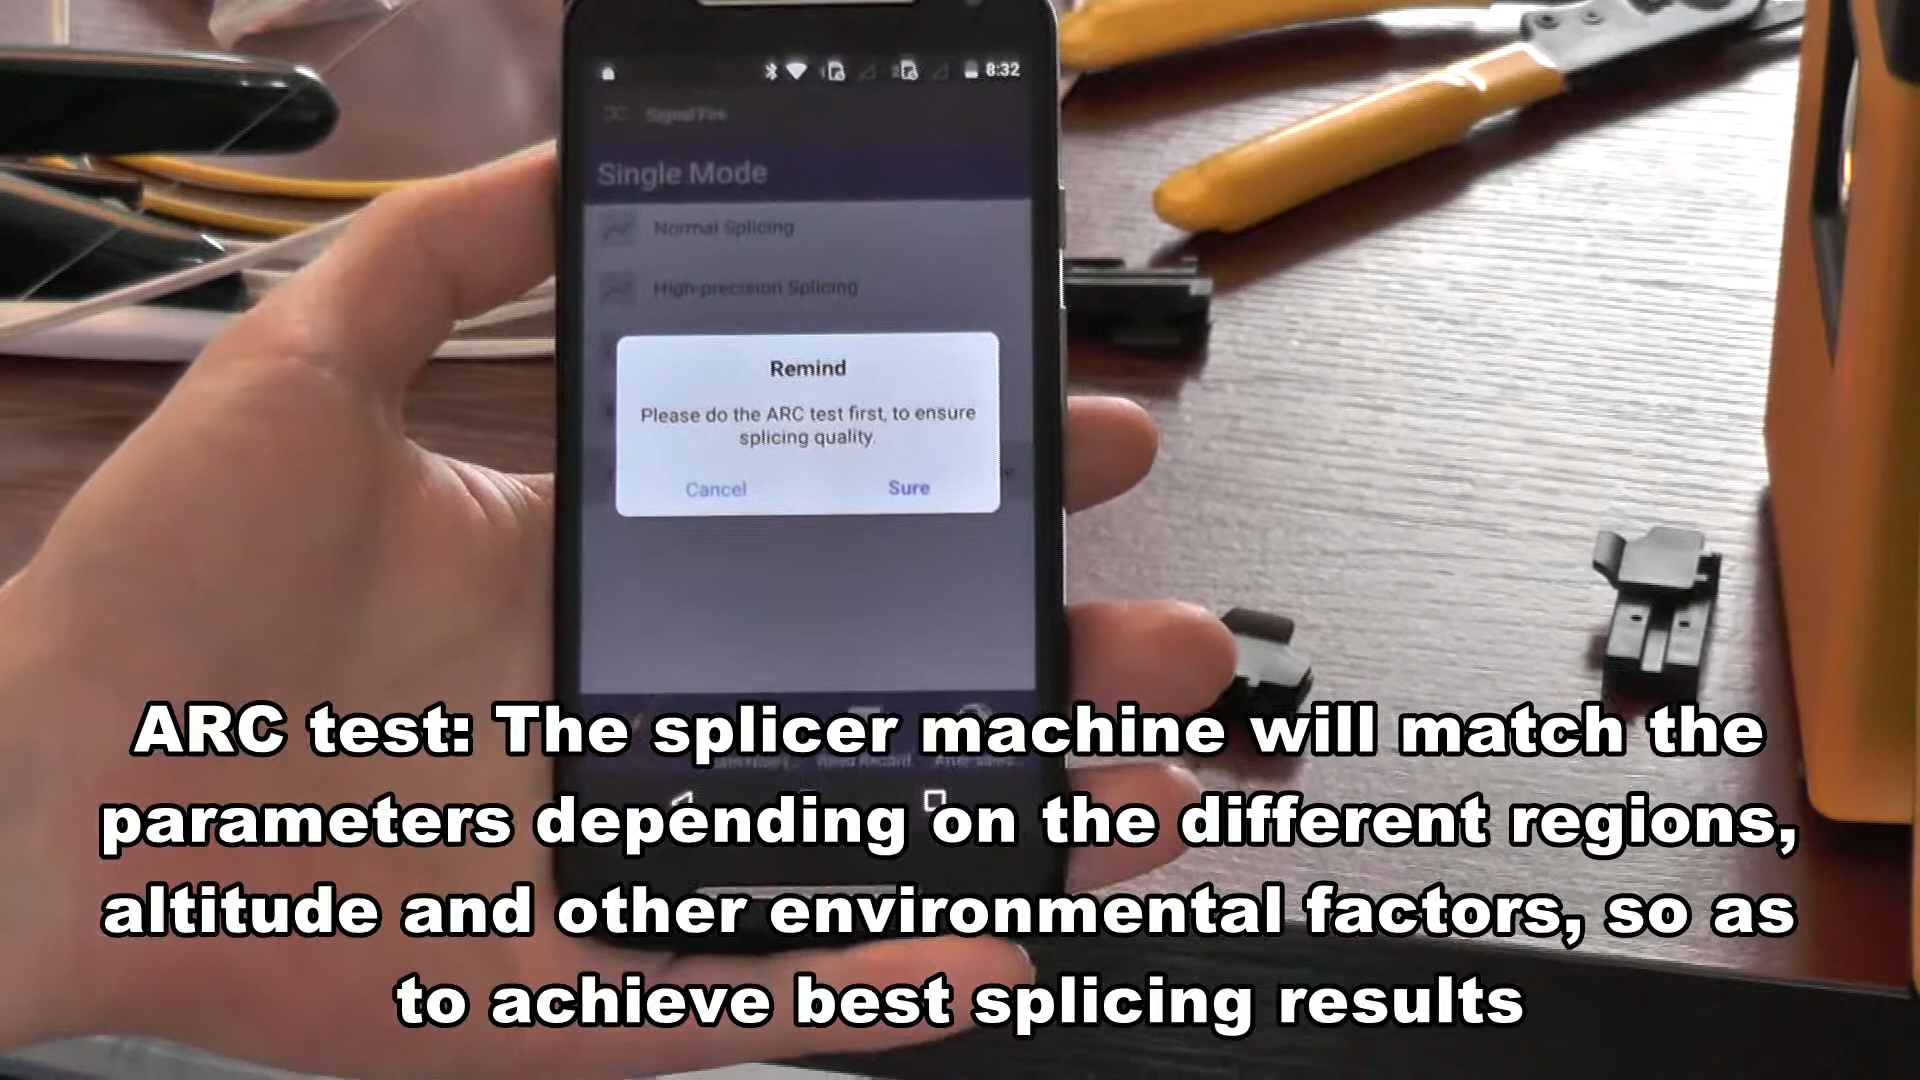 8:32
Signal Fire
Single Mode
Normal Splicing
High-precision Splicing
Remind
Please do the ARC test first, to ensure
splicing quality.
Cancel Sure
ARC test: The splicer machine will match the
parameters depending on the different regions,
altitude and other environmental factors, so as
to achieve best splicing results